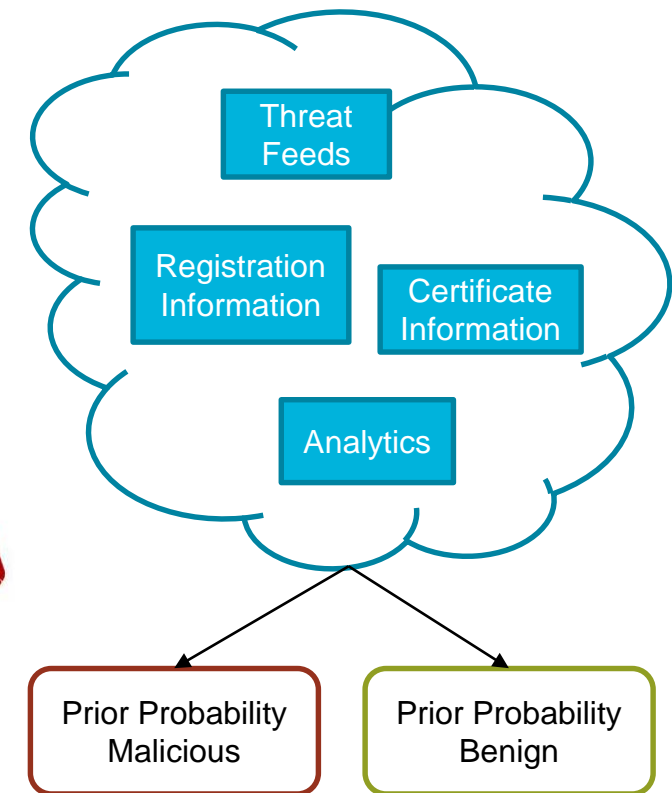 Threat
Feeds
Registration
Information
Certificate
Information
Analytics
Prior Probability
Malicious
Prior Probability
Benign